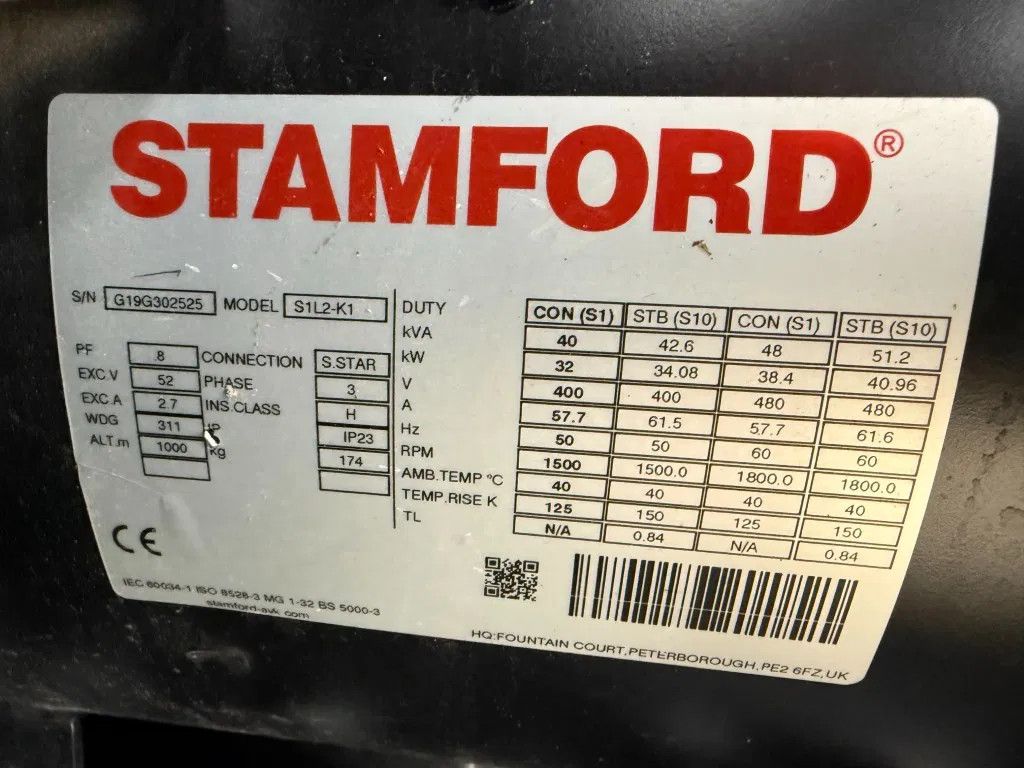 STAMFORD®
S/N G19G302525 MODEL S1L2-K1
PF .8 CONNECTION S.STAR
EXC.V 52 PHASE 3
EXC.A 2.7 INS.CLASS H
WDG 311 IP IP23
ALT.m 1000 kg 174
DUTY CON (S1) STB (S10) CON (S1) STB (S10)
kVA 40 42.6 48 51.2
kW 32 34.08 38.4 40.96
V 400 400 480 480
A 57.7 61.5 57.7 61.6
Hz 50 50 60 60
RPM 1500 1500.0 1800.0 1800.0
AMB.TEMP °C 40 40 40 40
TEMP.RISE K 125 150 125 150
TL N/A 0.84 N/A 0.84
CE
IEC 60034-1 ISO 8528-3 MG 1-32 BS 5000-3
stamford-avk.com
HQ:FOUNTAIN COURT,PETERBOROUGH,PE2 6FZ,UK